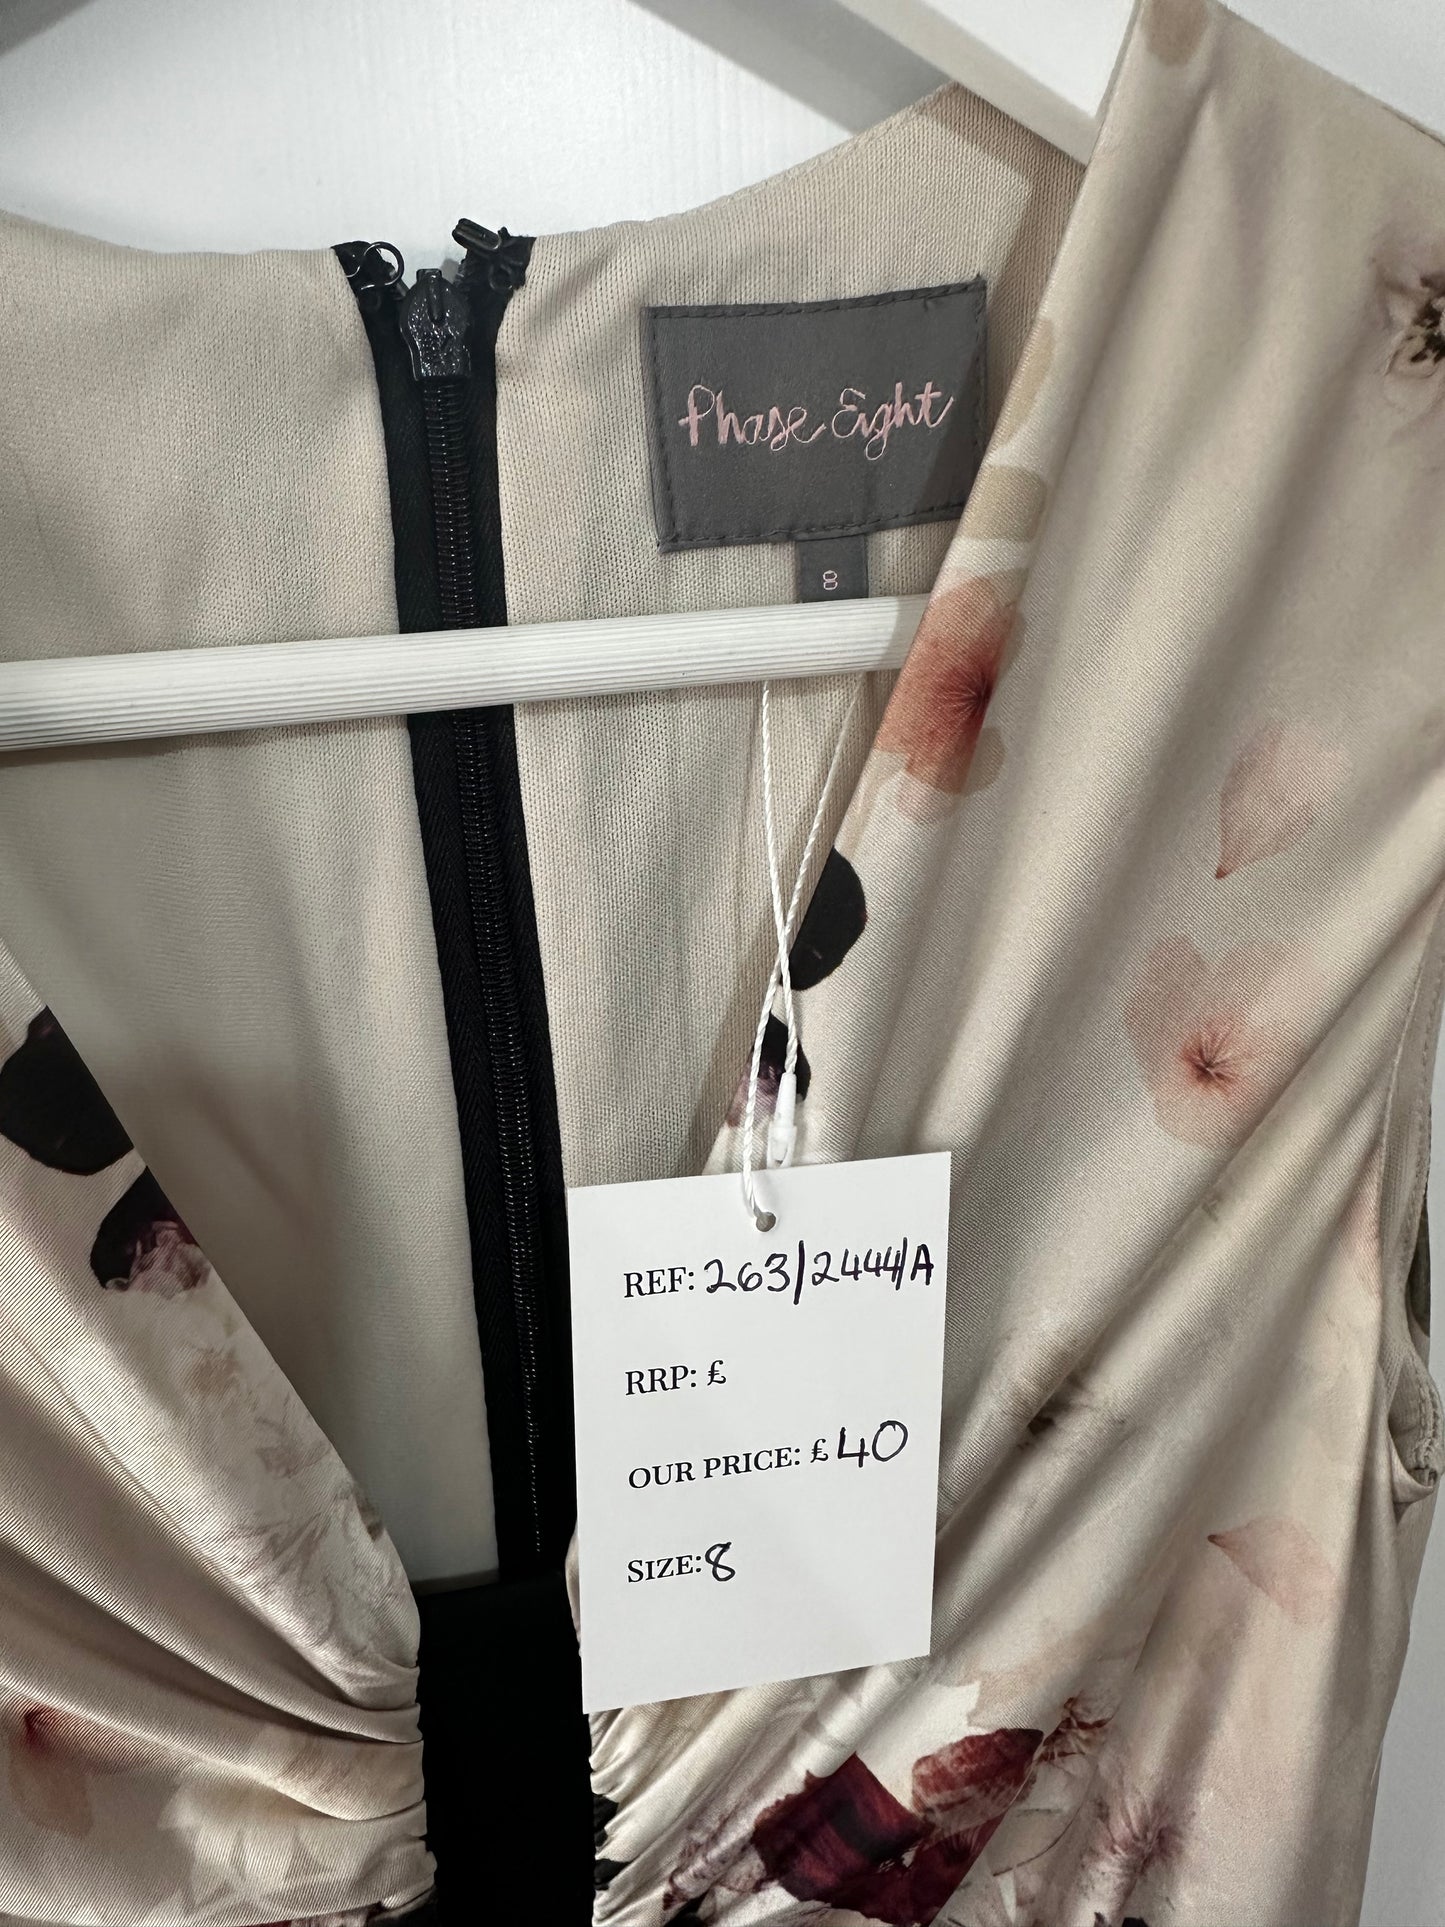 Phase Eight
8
REF: 263/2444/A
RRP: £
OUR PRICE: £40
SIZE: 8